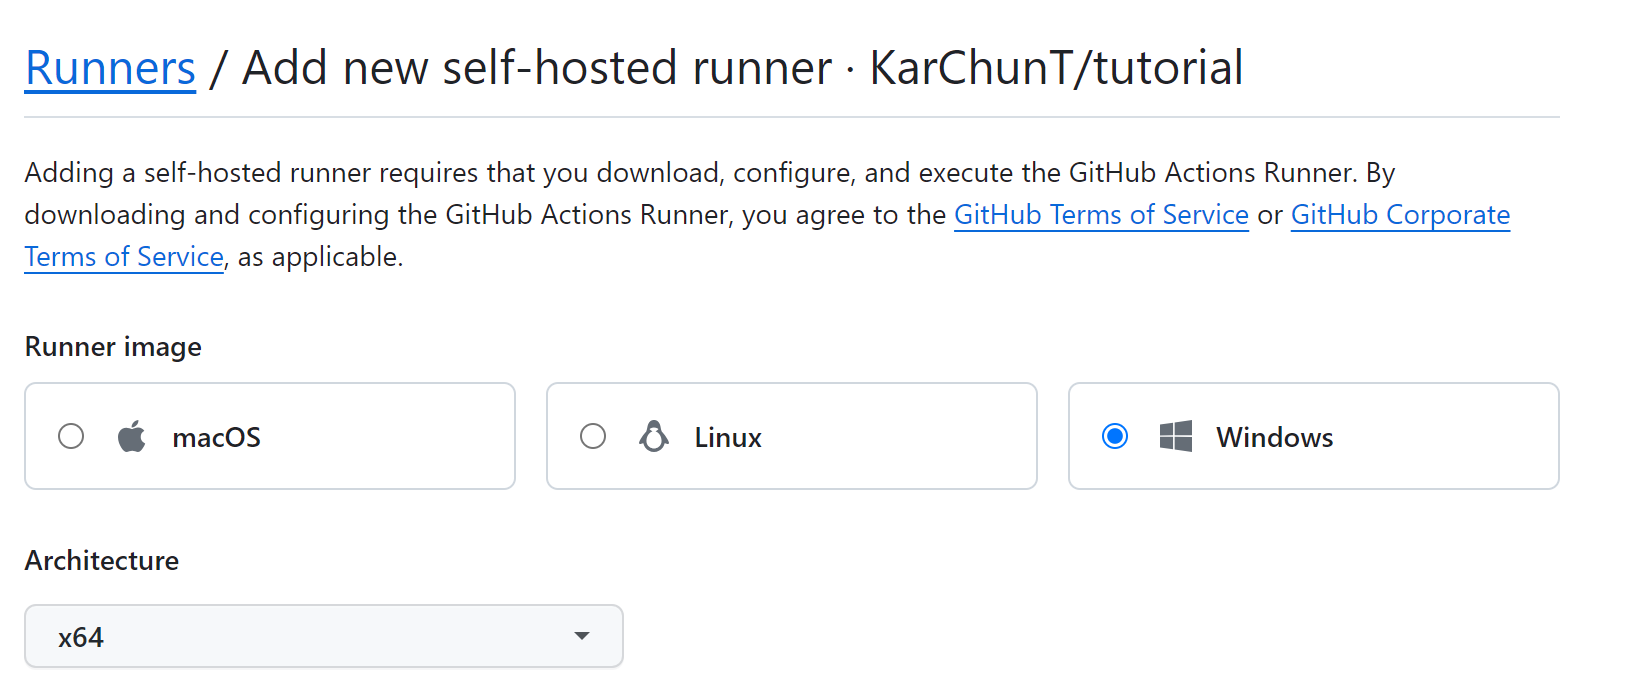 Runners / Add new self-hosted runner · KarChunT/tutorial
Adding a self-hosted runner requires that you download, configure, and execute the GitHub Actions Runner. By
downloading and configuring the GitHub Actions Runner, you agree to the GitHub Terms of Service or GitHub Corporate
Terms of Service, as applicable.
Runner image
macOS
Linux
Windows
Architecture
x64